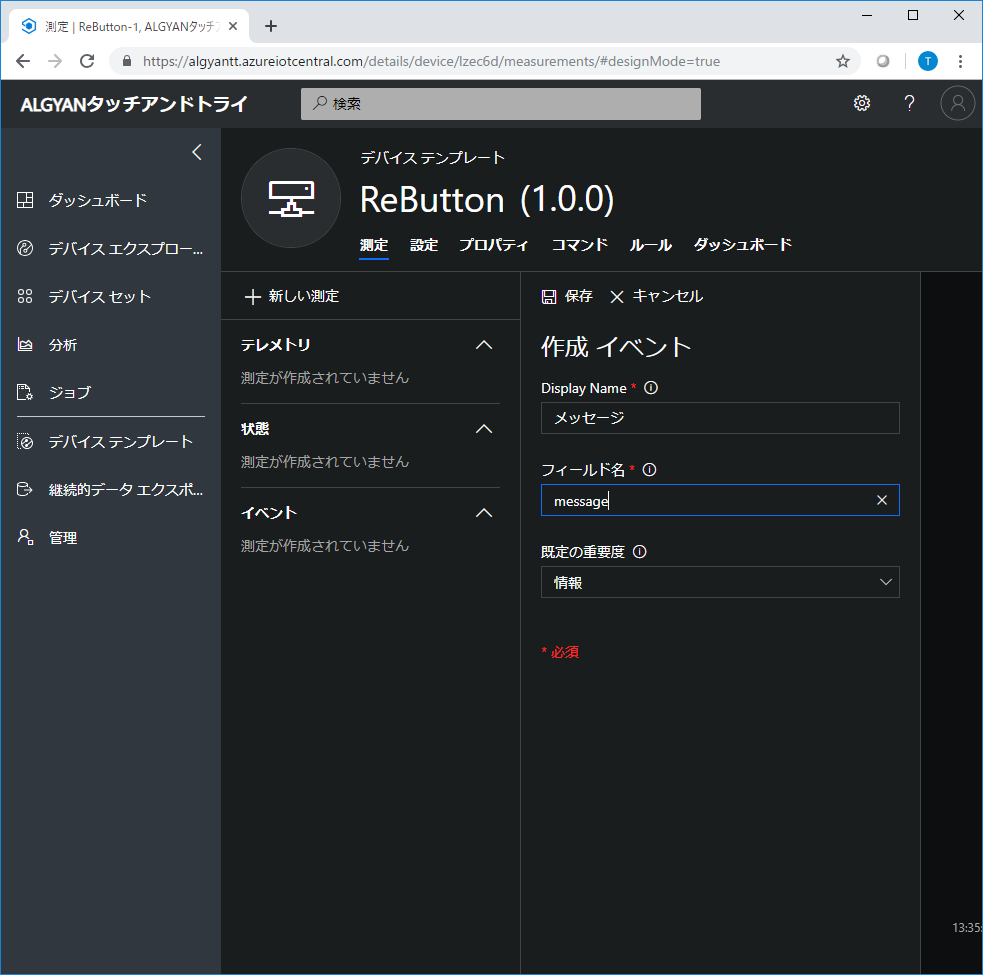 測定 | ReButton-1, ALGYANタッチア
https://algyantt.azureiotcentral.com/details/device/lzec6d/measurements/#designMode=true
T
ALGYANタッチアンドトライ
検索
?
ダッシュボード
デバイス エクスプロー...
デバイス セット
分析
ジョブ
デバイス テンプレート
継続的データ エクスポ...
管理
デバイス テンプレート
ReButton (1.0.0)
測定 設定 プロパティ コマンド ルール ダッシュボード
新しい測定
テレメトリ
測定が作成されていません
状態
測定が作成されていません
イベント
測定が作成されていません
保存 キャンセル
作成 イベント
Display Name *
メッセージ
フィールド名 *
message
既定の重要度
情報
* 必須
13:35: